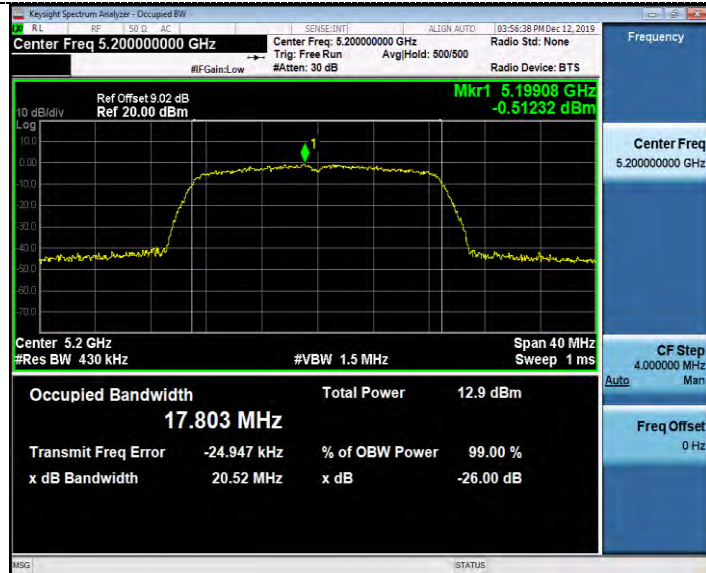 Keysight Spectrum Analyzer - Occupied BW
RL RF 50 Ω AC SENSE:INT ALIGN AUTO 03:56:38 PM Dec 12, 2019
Center Freq 5.200000000 GHz
Center Freq: 5.200000000 GHz Radio Std: None
Trig: Free Run Avg|Hold: 500/500
#IFGain:Low #Atten: 30 dB Radio Device: BTS
Frequency
Ref Offset 9.02 dB
10 dB/div Ref 20.00 dBm
Mkr1 5.19908 GHz
-0.51232 dBm
Log
10.0
0.00
-10.0
-20.0
-30.0
-40.0
-50.0
-60.0
-70.0
1
Center 5.2 GHz Span 40 MHz
#Res BW 430 kHz #VBW 1.5 MHz Sweep 1 ms
Occupied Bandwidth Total Power 12.9 dBm
17.803 MHz
Transmit Freq Error -24.947 kHz % of OBW Power 99.00 %
x dB Bandwidth 20.52 MHz x dB -26.00 dB
Center Freq
5.200000000 GHz
CF Step
4.000000 MHz
Auto Man
Freq Offset
0 Hz
MSG STATUS